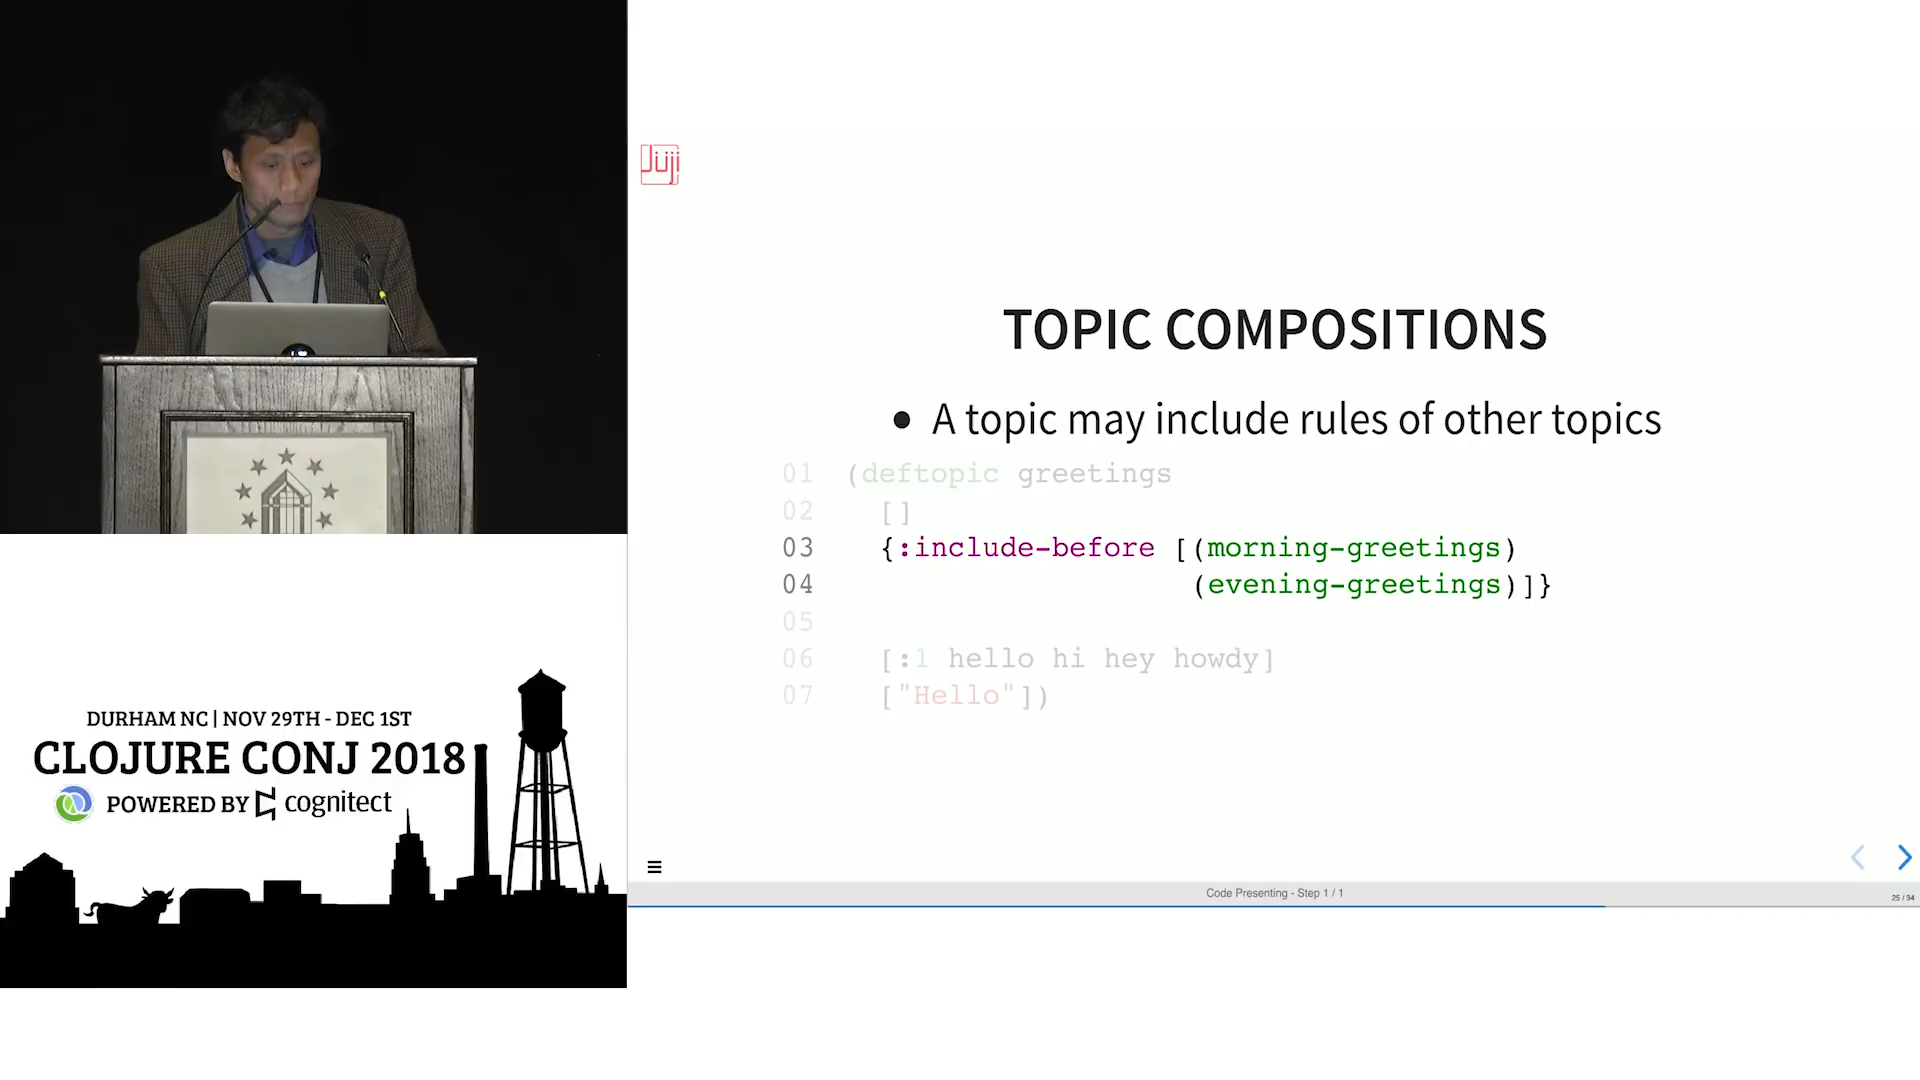 Juji
TOPIC COMPOSITIONS
• A topic may include rules of other topics
01 (deftopic greetings
02 []
03 {:include-before [(morning-greetings)
04 (evening-greetings)]}
05
06 [:1 hello hi hey howdy]
07 ["Hello"])
Code Presenting - Step 1 / 1
25 / 34
DURHAM NC | NOV 29TH - DEC 1ST
CLOJURE CONJ 2018
POWERED BY cognitect